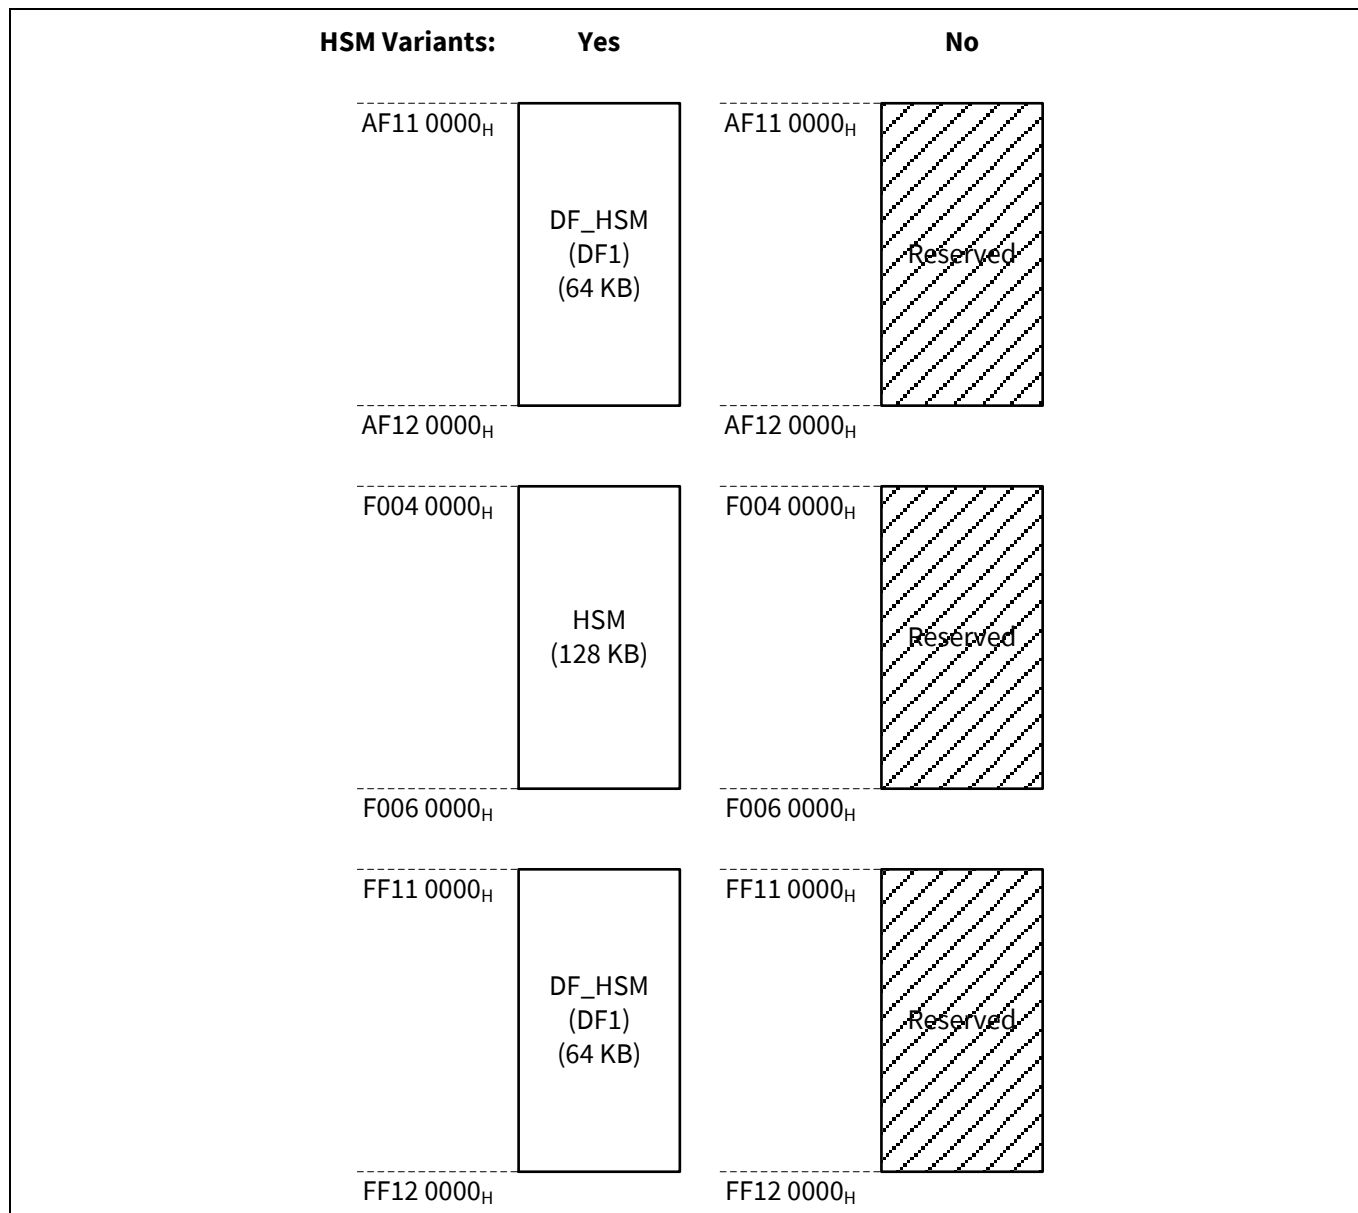 HSM Variants: Yes No
AF11 0000H AF11 0000H
DF_HSM
(DF1) Reserved
(64 KB)
AF12 0000H AF12 0000H
F004 0000H F004 0000H
HSM Reserved
(128 KB)
F006 0000H F006 0000H
FF11 0000H FF11 0000H
DF_HSM
(DF1) Reserved
(64 KB)
FF12 0000H FF12 0000H